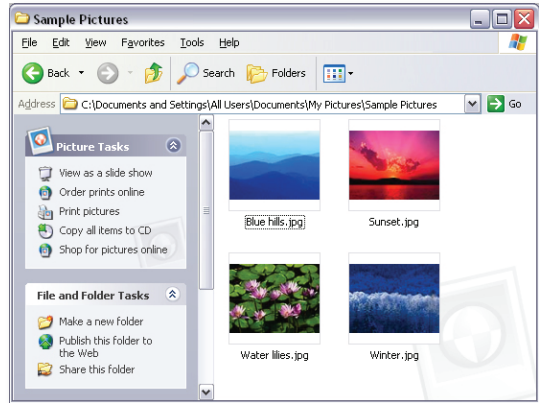 Sample Pictures
File Edit View Favorites Tools Help
Back Search Folders
Address C:\Documents and Settings\All Users\Documents\My Pictures\Sample Pictures Go
Picture Tasks
View as a slide show
Order prints online
Print pictures
Copy all items to CD
Shop for pictures online
File and Folder Tasks
Make a new folder
Publish this folder to
the Web
Share this folder
Blue hills.jpg Sunset.jpg
Water lilies.jpg Winter.jpg